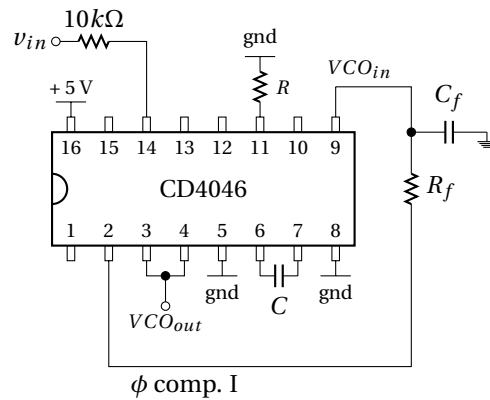 10kΩ
v_in
gnd
R
VCO_in
+5V
C_f
16 15 14 13 12 11 10 9
CD4046
R_f
1 2 3 4 5 6 7 8
gnd
C
gnd
VCO_out
ϕ comp. I